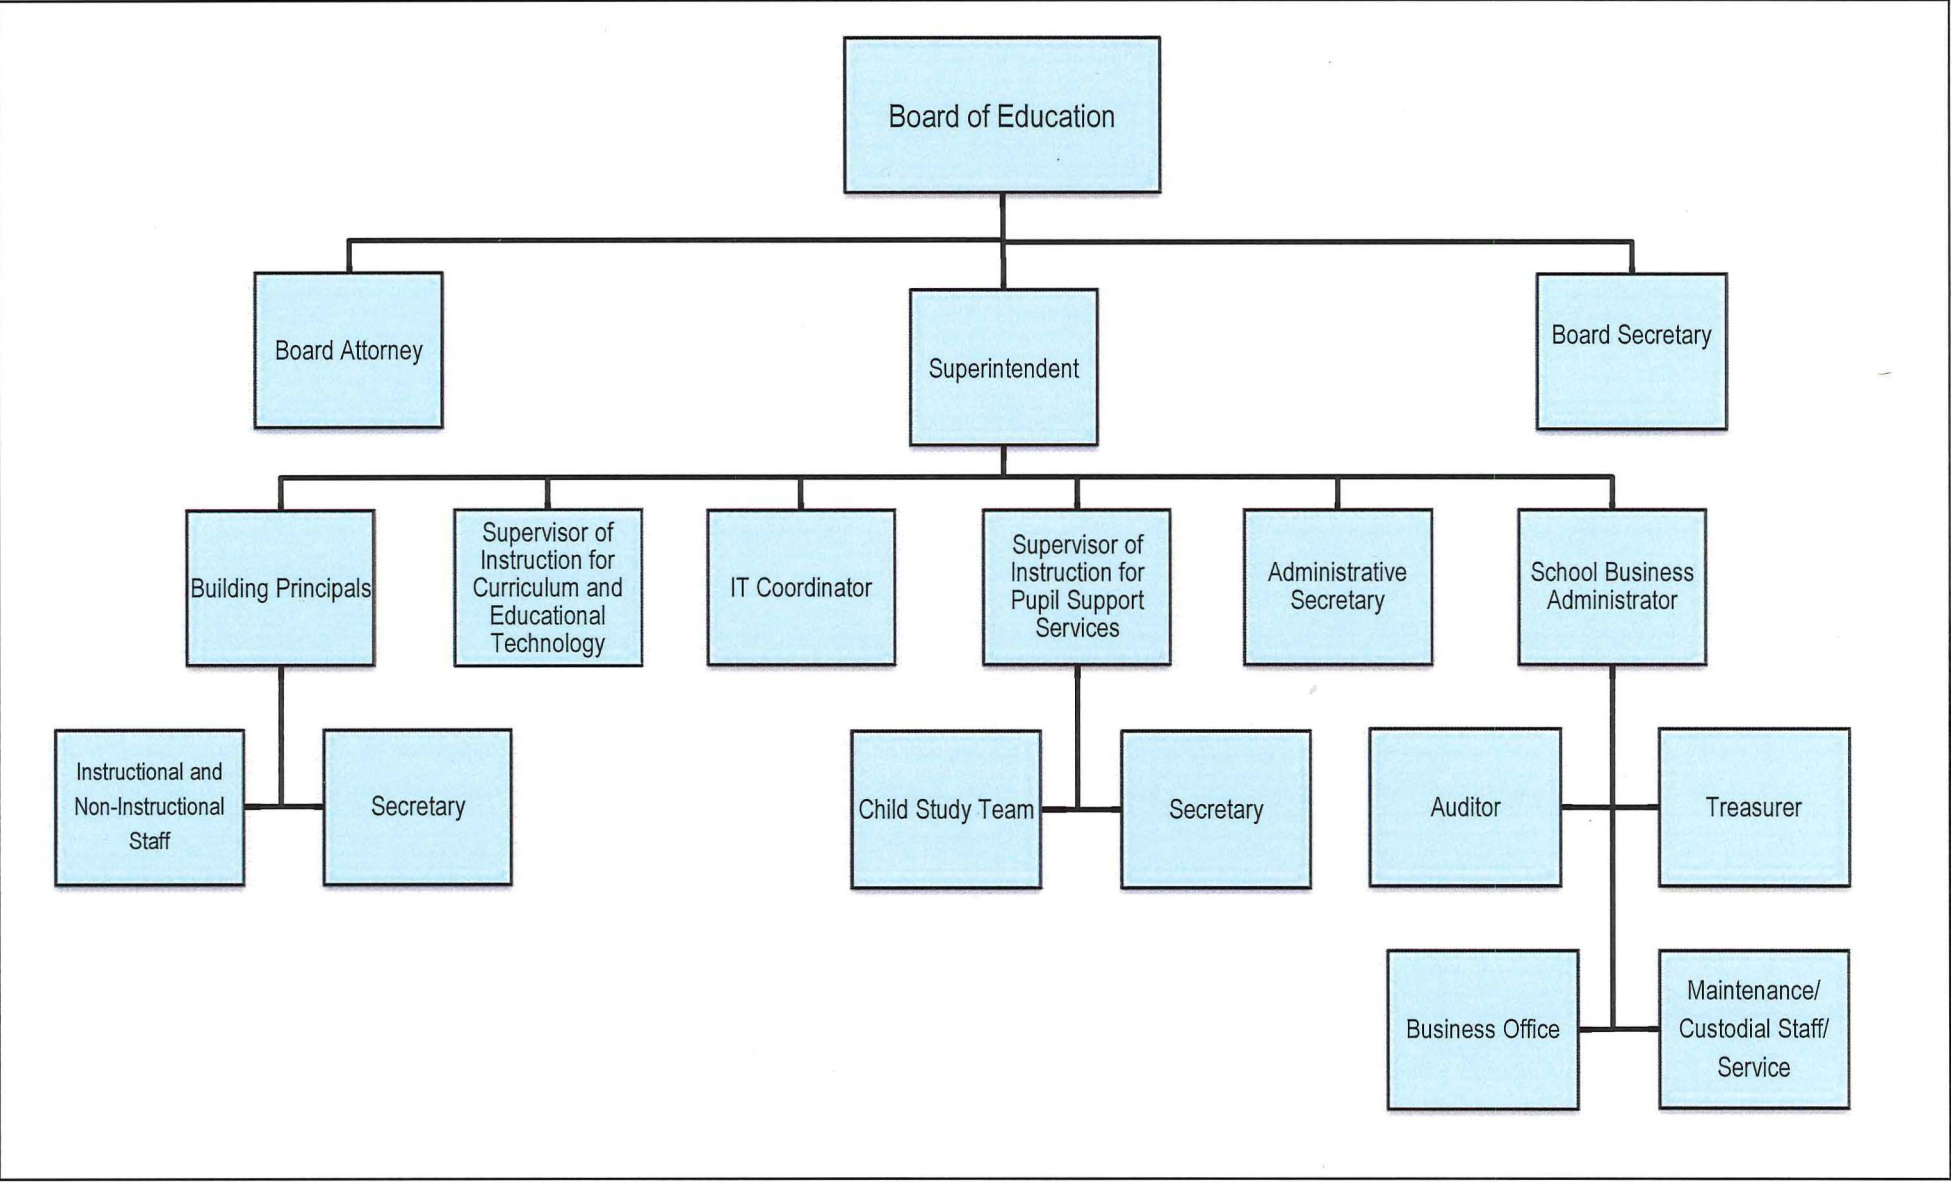 Board of Education
Board Attorney
Superintendent
Board Secretary
Building Principals
Supervisor of
Instruction for
Curriculum and
Educational
Technology
IT Coordinator
Supervisor of
Instruction for
Pupil Support
Services
Administrative
Secretary
School Business
Administrator
Instructional and
Non-Instructional
Staff
Secretary
Child Study Team
Secretary
Auditor
Treasurer
Business Office
Maintenance/
Custodial Staff/
Service